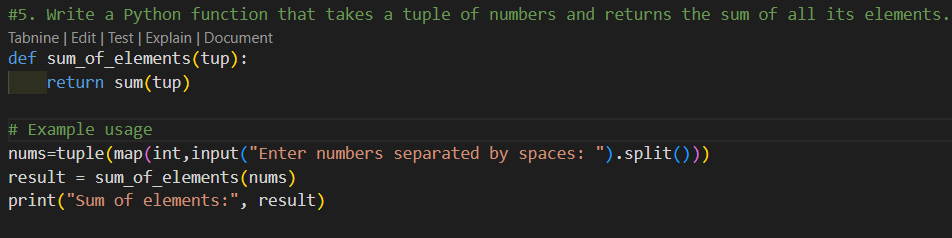 #5. Write a Python function that takes a tuple of numbers and returns the sum of all its elements.
Tabnine | Edit | Test | Explain | Document
def sum_of_elements(tup):
    return sum(tup)
# Example usage
nums=tuple(map(int,input("Enter numbers separated by spaces: ").split()))
result = sum_of_elements(nums)
print("Sum of elements:", result)